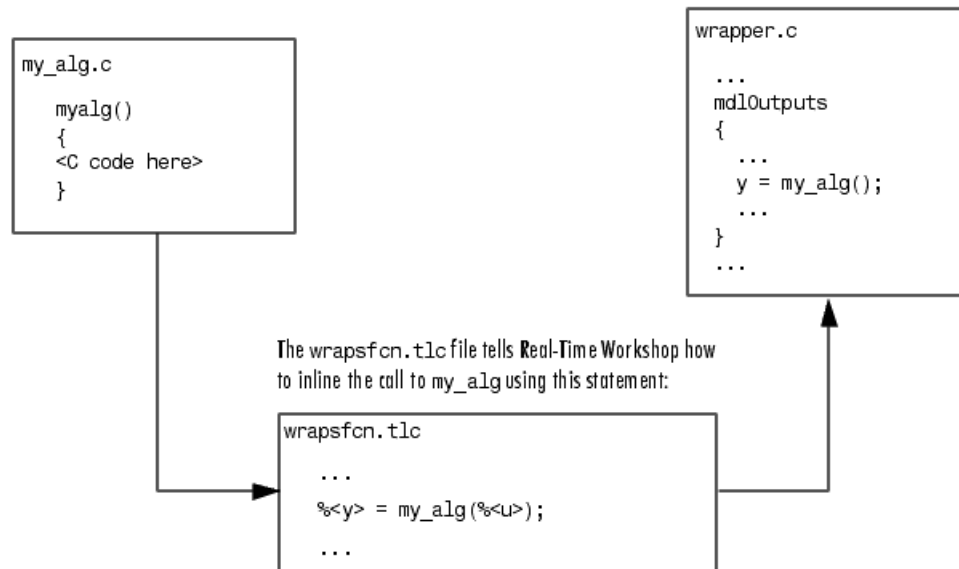 my_alg.c
myalg()
{
<C code here>
}
wrapper.c
...
mdlOutputs
{
...
y = my_alg();
...
}
...
The wrapsfcn.tlc file tells Real-Time Workshop how
to inline the call to my_alg using this statement:
wrapsfcn.tlc
...
%<y> = my_alg(%<u>);
...